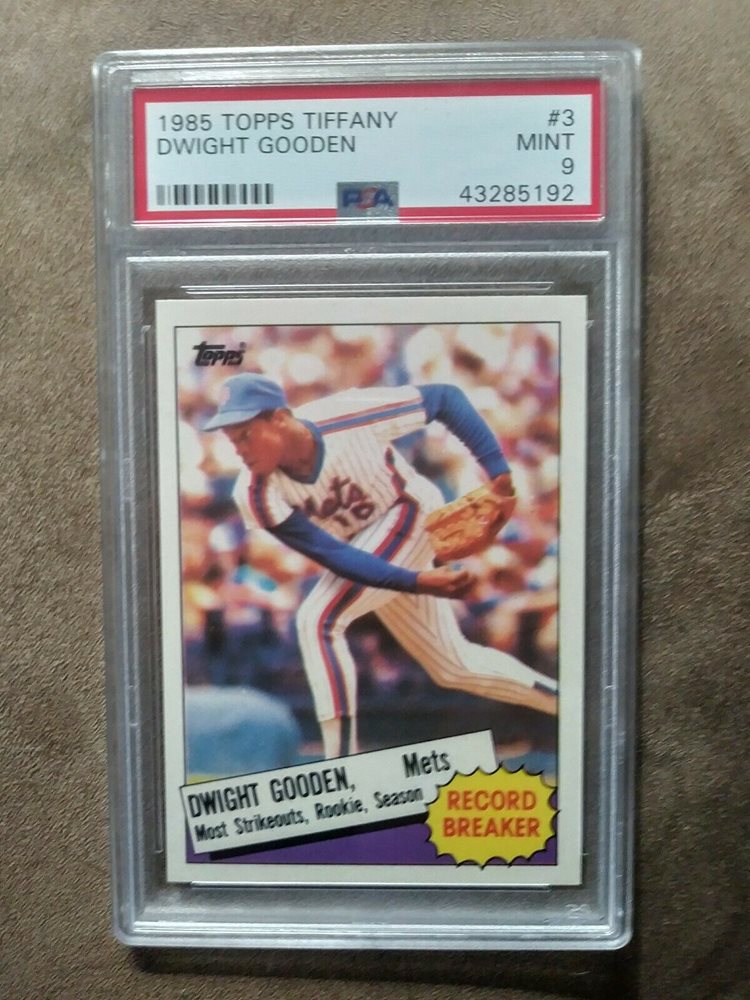 1985 TOPPS TIFFANY #3
DWIGHT GOODEN MINT
9
PSA 43285192
Topps
Mets
16
DWIGHT GOODEN, Mets
Most Strikeouts, Rookie, Season
RECORD
BREAKER